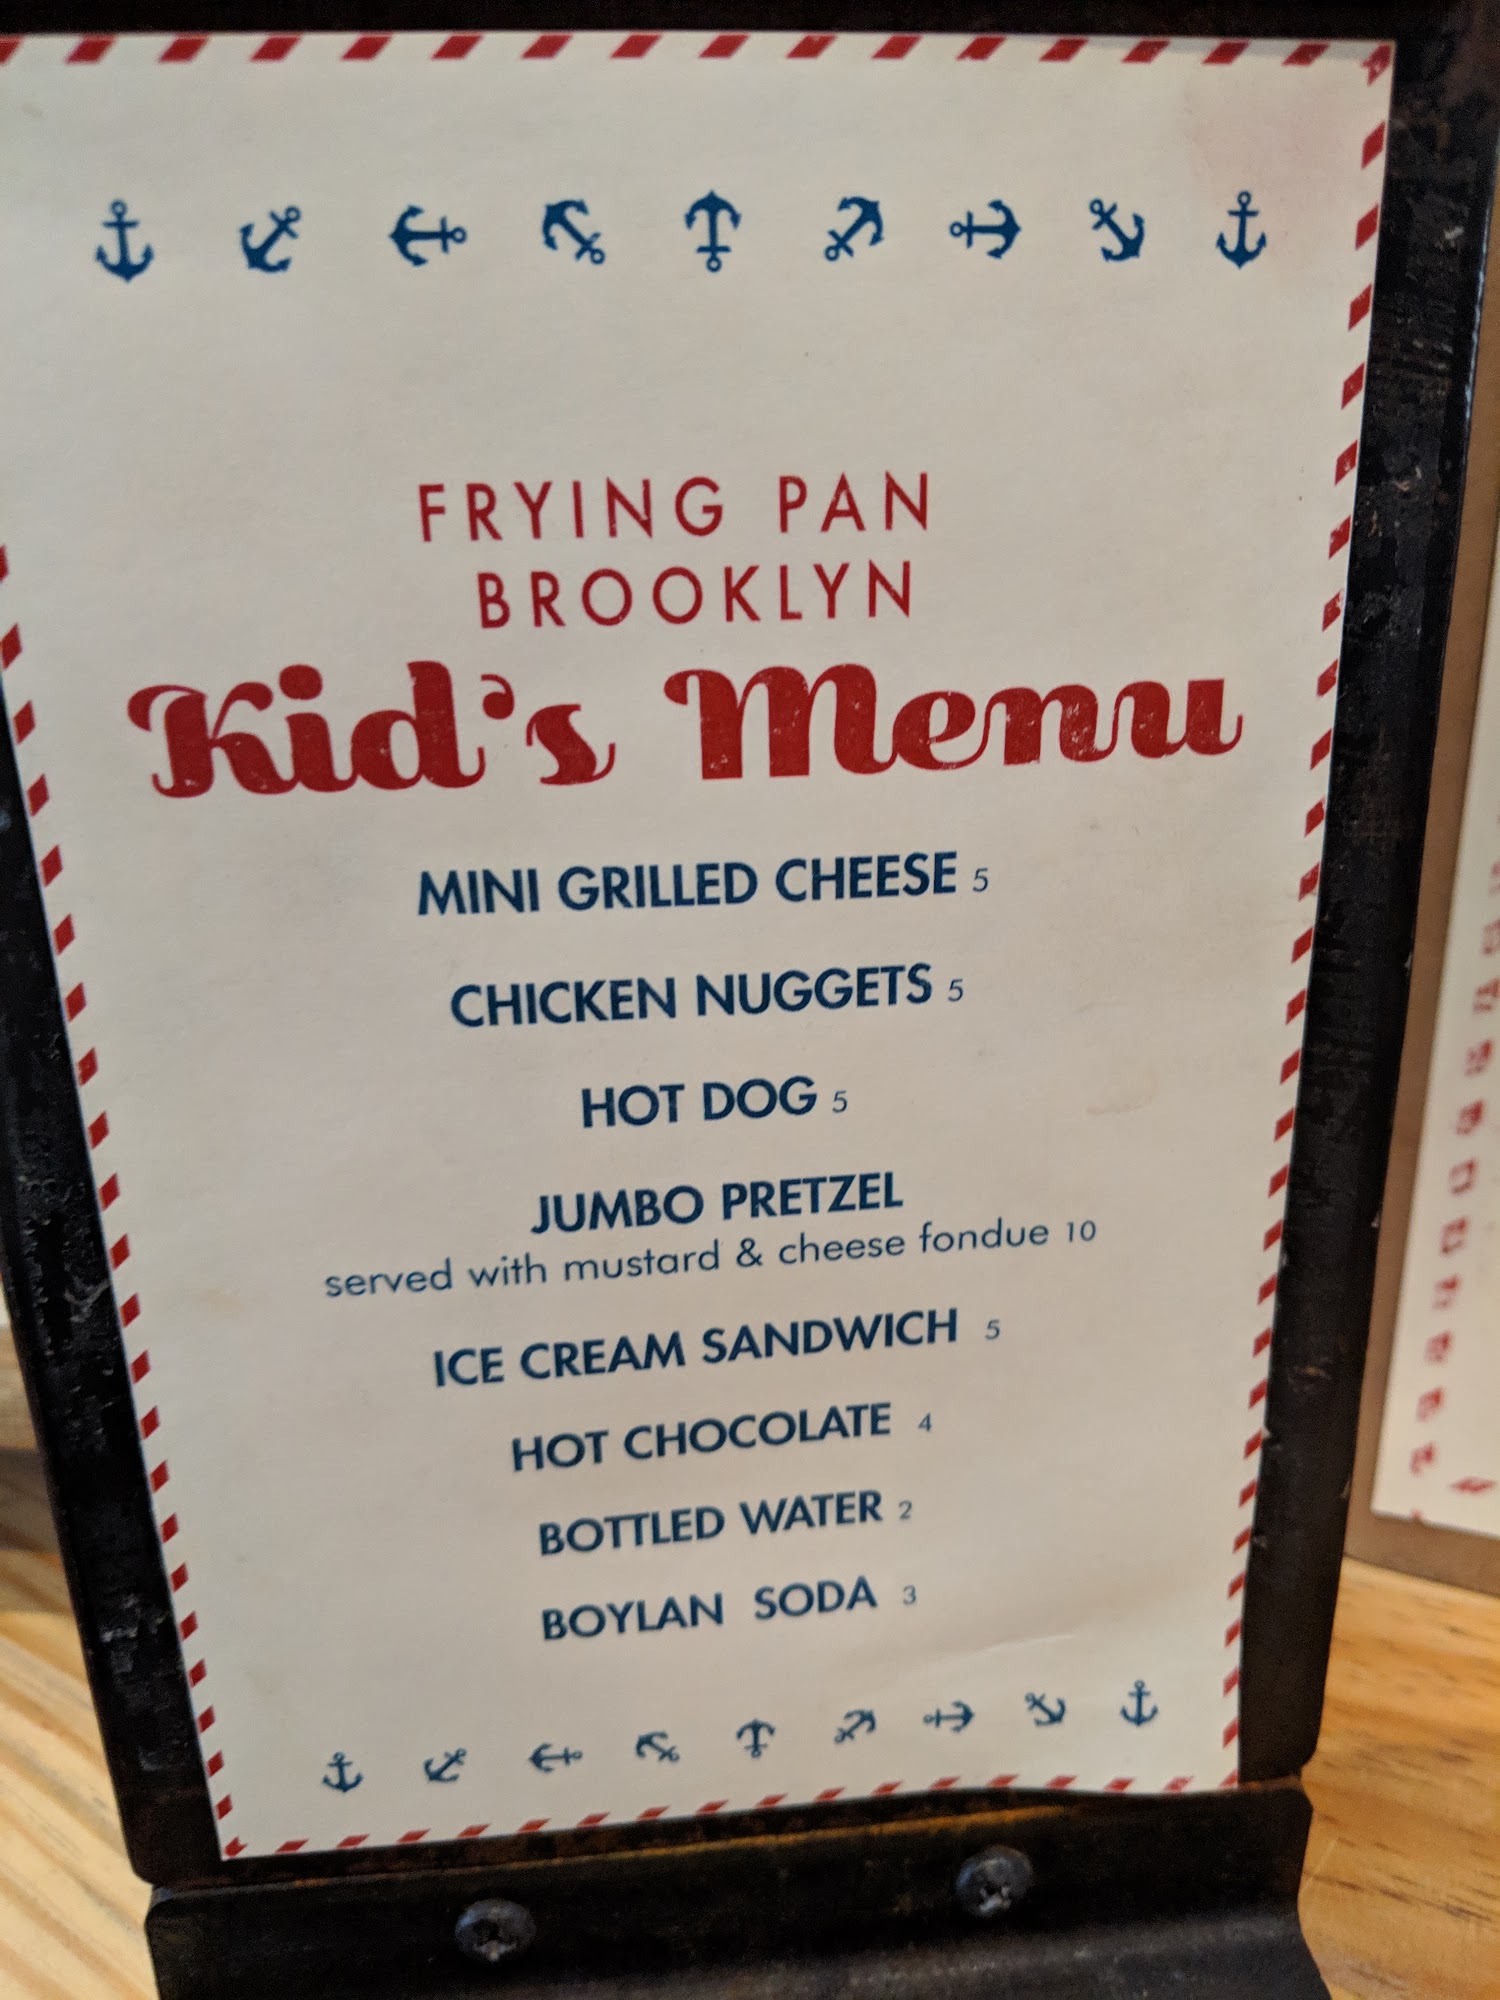 FRYING PAN
BROOKLYN
Kid's Menu
MINI GRILLED CHEESE 5
CHICKEN NUGGETS 5
HOT DOG 5
JUMBO PRETZEL
served with mustard & cheese fondue 10
ICE CREAM SANDWICH 5
HOT CHOCOLATE 4
BOTTLED WATER 2
BOYLAN SODA 3